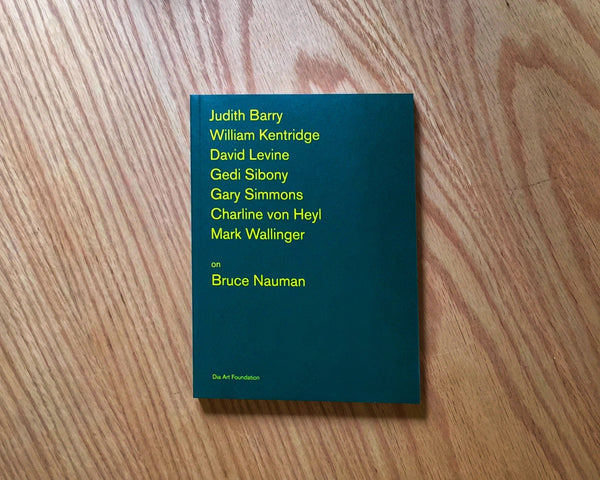 Judith Barry
William Kentridge
David Levine
Gedi Sibony
Gary Simmons
Charline von Heyl
Mark Wallinger
on
Bruce Nauman
Dia Art Foundation